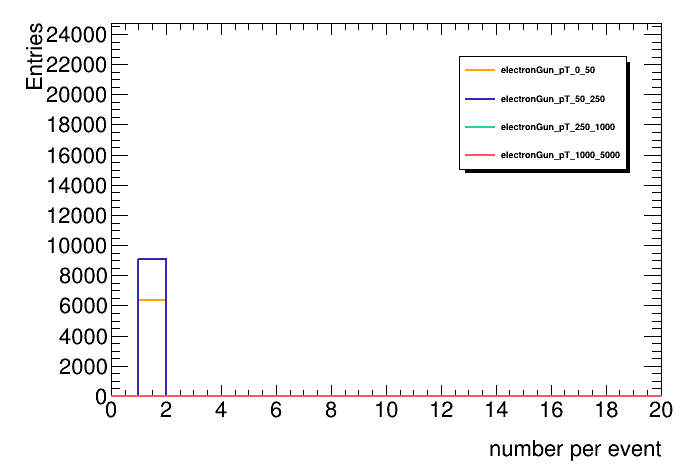 Entries
24000
22000
20000
18000
16000
14000
12000
10000
8000
6000
4000
2000
0
electronGun_pT_0_50
electronGun_pT_50_250
electronGun_pT_250_1000
electronGun_pT_1000_5000
0 2 4 6 8 10 12 14 16 18 20
number per event